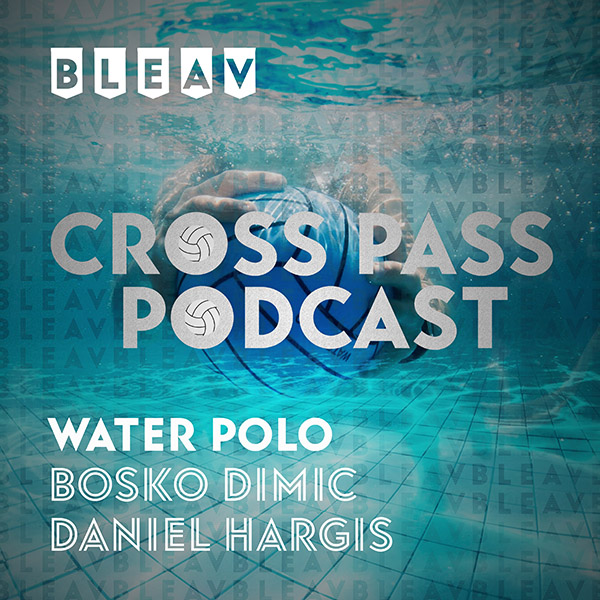 BLEAV
CROSS PASS
PODCAST
WATER POLO
BOSKO DIMIC
DANIEL HARGIS